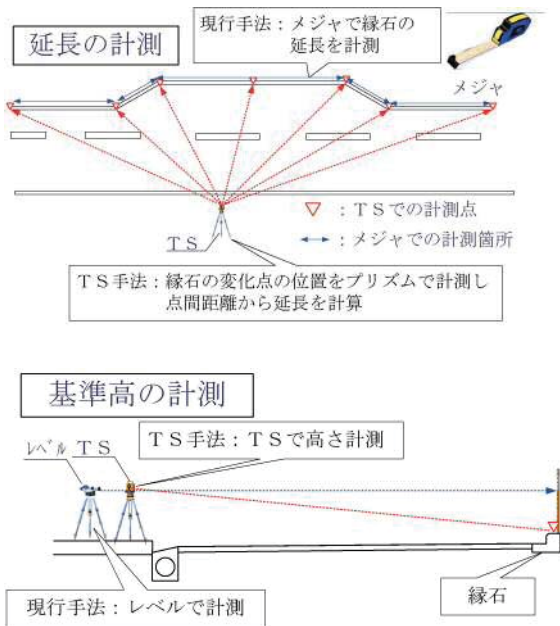 延長の計測
現行手法：メジャで縁石の
延長を計測
メジャ
▽：ＴＳでの計測点
：メジャでの計測箇所
ＴＳ
ＴＳ手法：縁石の変化点の位置をプリズムで計測し
点間距離から延長を計算
基準高の計測
ＴＳ手法：ＴＳで高さ計測
ﾚﾍﾞﾙ
ＴＳ
現行手法：レベルで計測
縁石